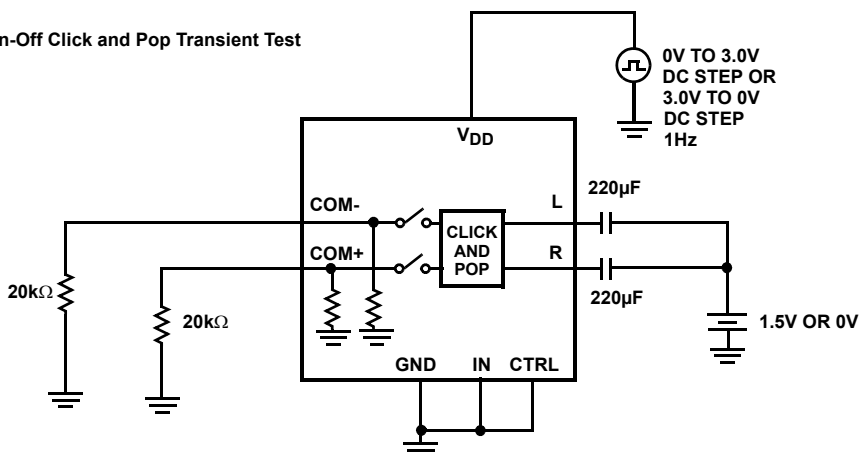 n-Off Click and Pop Transient Test
0V TO 3.0V
DC STEP OR
3.0V TO 0V
DC STEP
1Hz
VDD
COM-
L
220µF
CLICK
AND
POP
COM+
R
220µF
20kΩ
20kΩ
1.5V OR 0V
GND IN CTRL